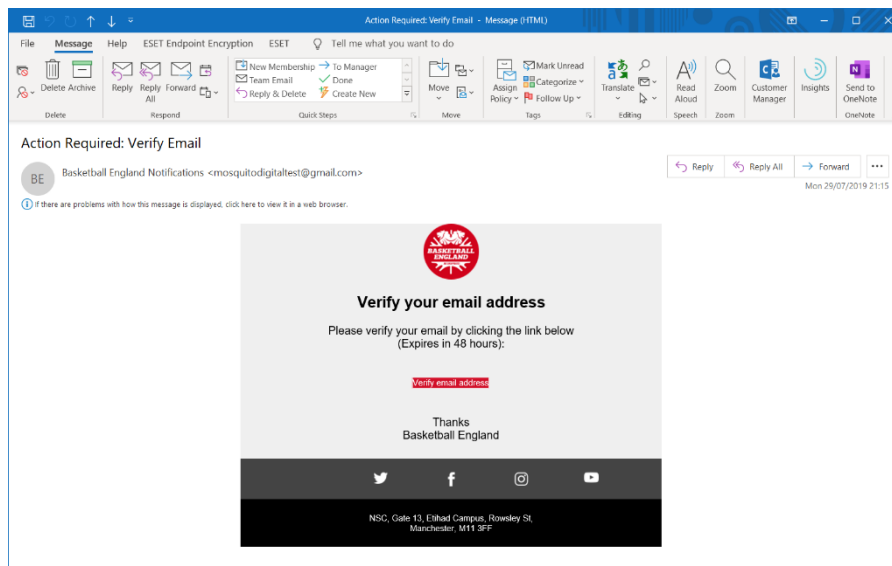 Action Required: Verify Email - Message (HTML)
File Message Help ESET Endpoint Encryption ESET Tell me what you want to do
Delete Archive
Reply Reply All Forward
New Membership To Manager
Team Email Done
Reply & Delete Create New
Move
Assign Policy
Mark Unread
Categorize
Follow Up
Translate
Read Aloud
Zoom
Customer Manager
Insights
Send to OneNote
Delete Respond Quick Steps Move Tags Editing Speech Zoom OneNote
Action Required: Verify Email
BE
Basketball England Notifications <mosquitodigitaltest@gmail.com>
Reply Reply All Forward
Mon 29/07/2019 21:15
If there are problems with how this message is displayed, click here to view it in a web browser.
BASKETBALL
ENGLAND
Verify your email address
Please verify your email by clicking the link below
(Expires in 48 hours):
Verify email address
Thanks
Basketball England
NSC, Gate 13, Etihad Campus, Rowsley St,
Manchester, M11 3FF